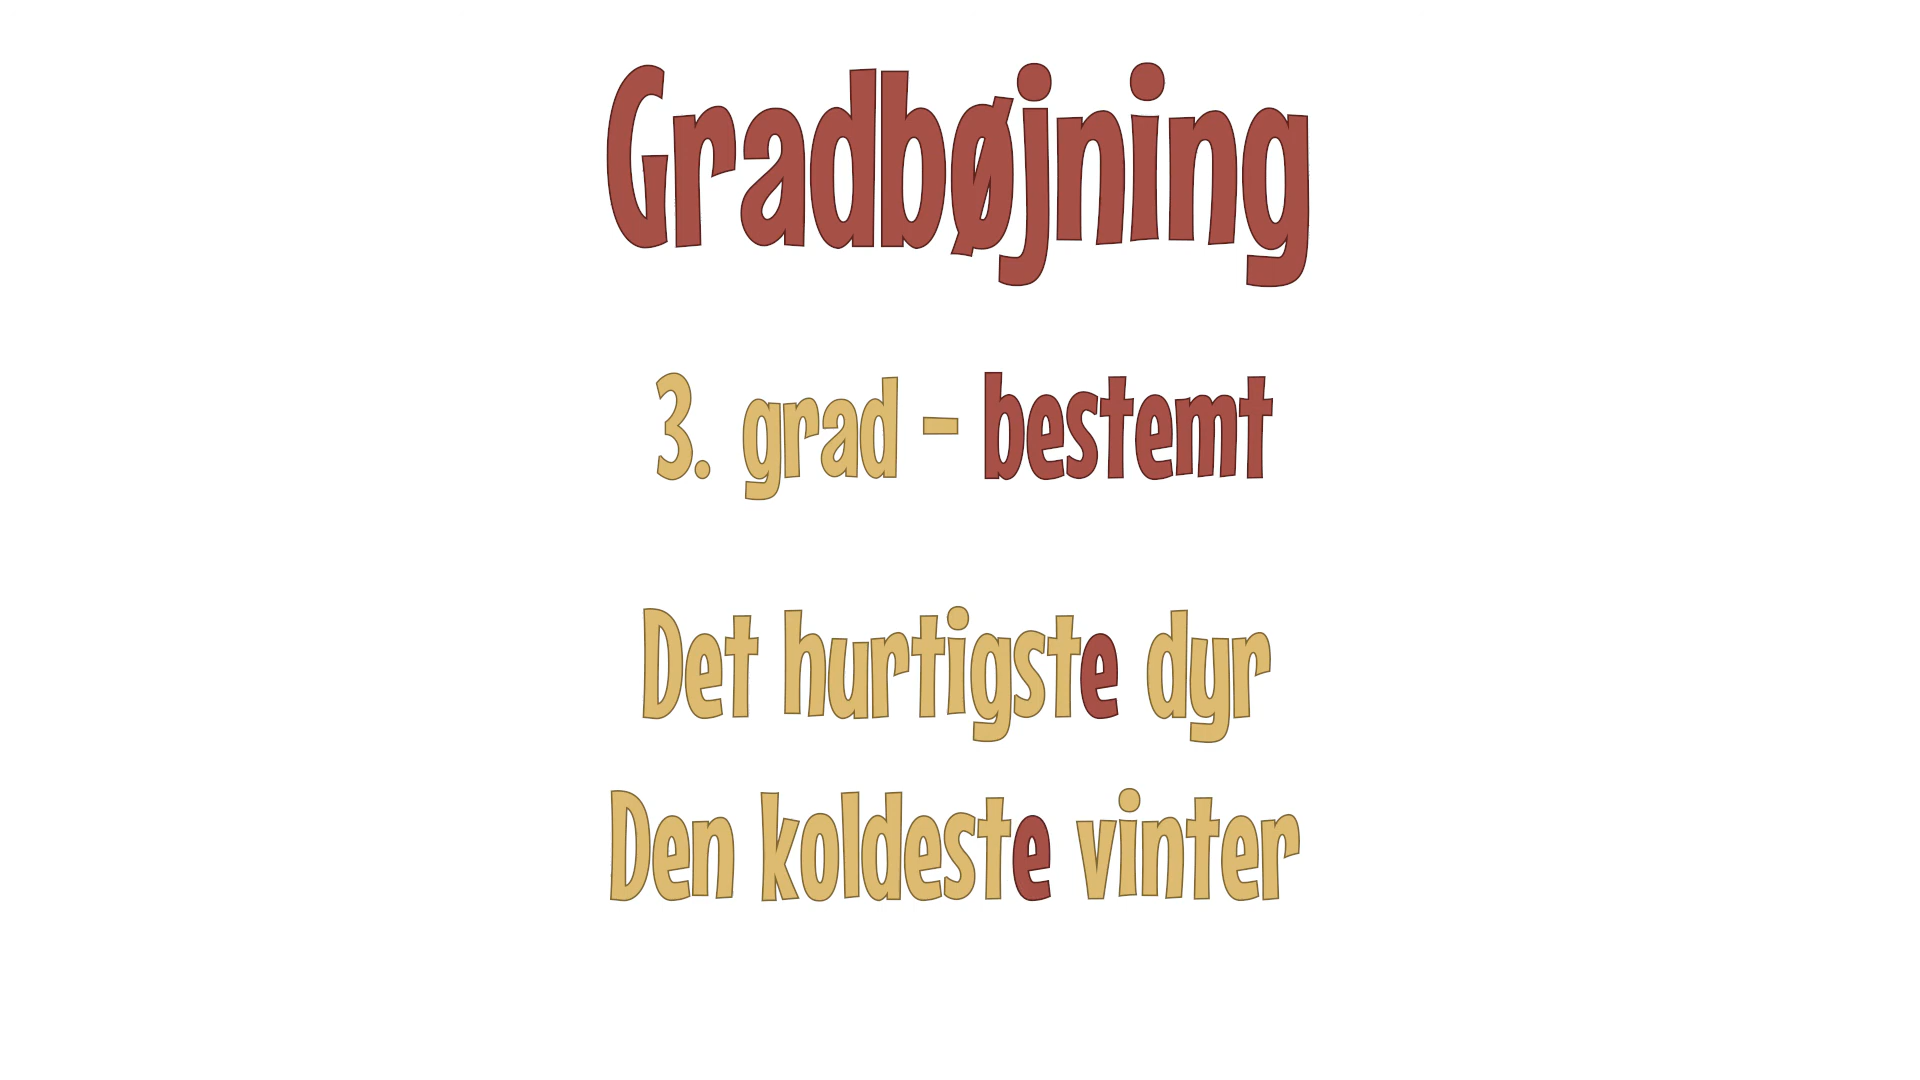 Gradbøjning
3. grad - bestemt
Det hurtigste dyr
Den koldeste vinter